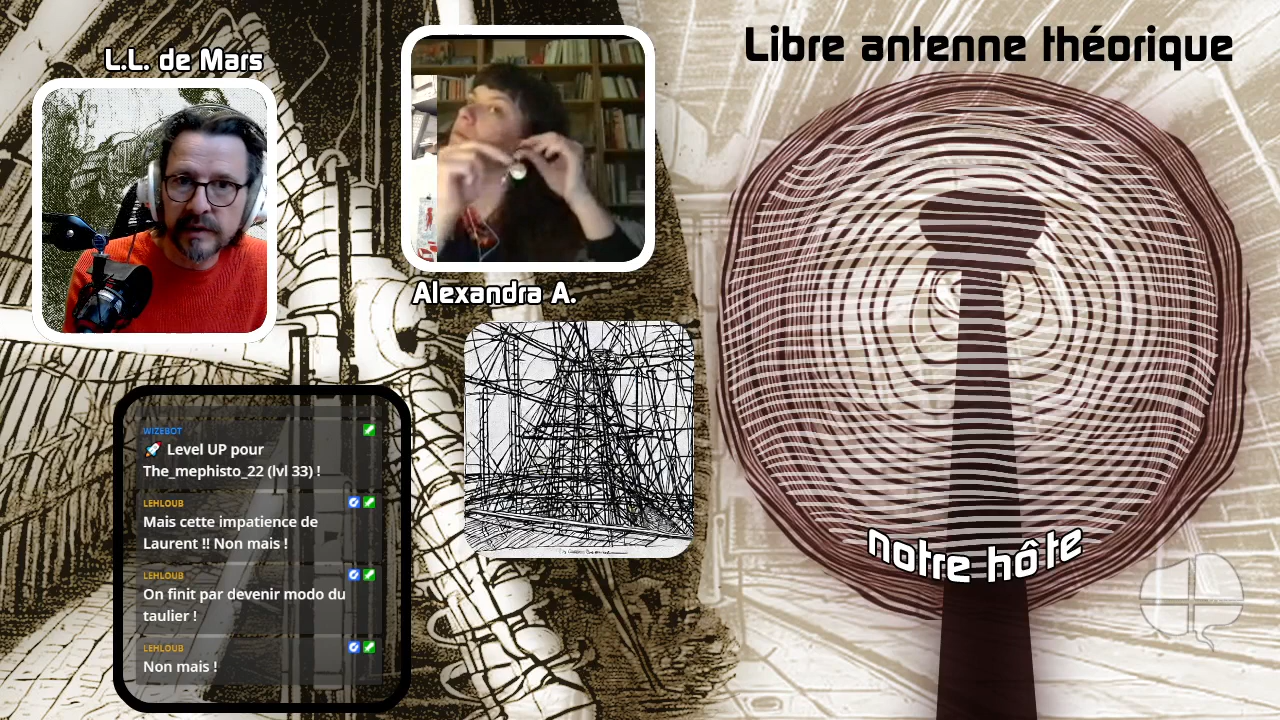 Libre antenne théorique
L.L. de Mars
Alexandra A.
WIZEBOT
🚀 Level UP pour
The_mephisto_22 (lvl 33) !
LEHLOUB
Mais cette impatience de
Laurent !! Non mais !
LEHLOUB
On finit par devenir modo du
taulier !
LEHLOUB
Non mais !
notre hôte